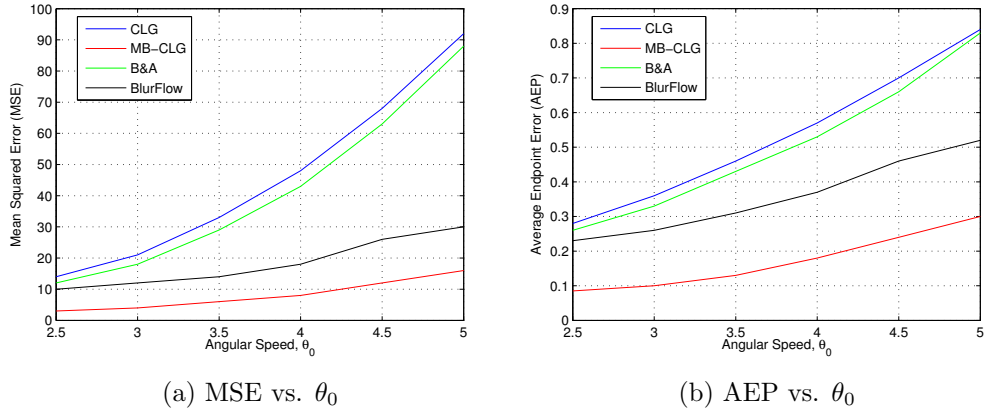 100
90
80
70
60
50
40
30
20
10
0
Mean Squared Error (MSE)
CLG
MB−CLG
B&A
BlurFlow
2.5 3 3.5 4 4.5 5
Angular Speed, θ0
(a) MSE vs. θ0
0.9
0.8
0.7
0.6
0.5
0.4
0.3
0.2
0.1
0
Average Endpoint Error (AEP)
CLG
MB−CLG
B&A
BlurFlow
2.5 3 3.5 4 4.5 5
Angular Speed, θ0
(b) AEP vs. θ0